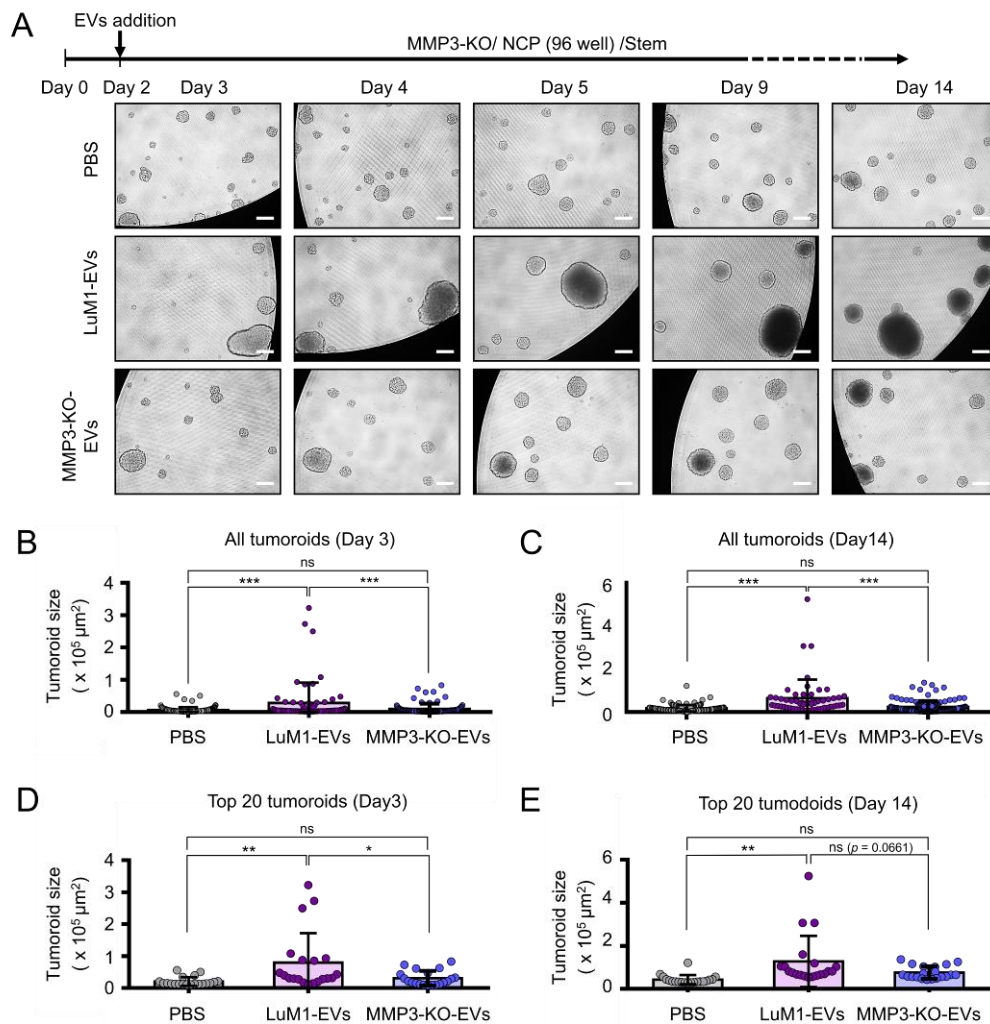 A
EVs addition
MMP3-KO/ NCP (96 well) /Stem
Day 0 Day 2 Day 3 Day 4 Day 5 Day 9 Day 14
PBS
LuM1-EVs
MMP3-KO-
EVs
B
All tumoroids (Day 3)
ns
*** ***
Tumoroid size
( x 10⁵ µm²)
4
3
2
1
0
PBS LuM1-EVs MMP3-KO-EVs
C
All tumoroids (Day14)
ns
*** ***
Tumoroid size
( x 10⁵ µm²)
6
4
2
0
PBS LuM1-EVs MMP3-KO-EVs
D
Top 20 tumoroids (Day3)
ns
** *
Tumoroid size
( x 10⁵ µm²)
4
3
2
1
0
PBS LuM1-EVs MMP3-KO-EVs
E
Top 20 tumodoids (Day 14)
ns
** ns (p = 0.0661)
Tumoroid size
( x 10⁵ µm²)
6
4
2
0
PBS LuM1-EVs MMP3-KO-EVs